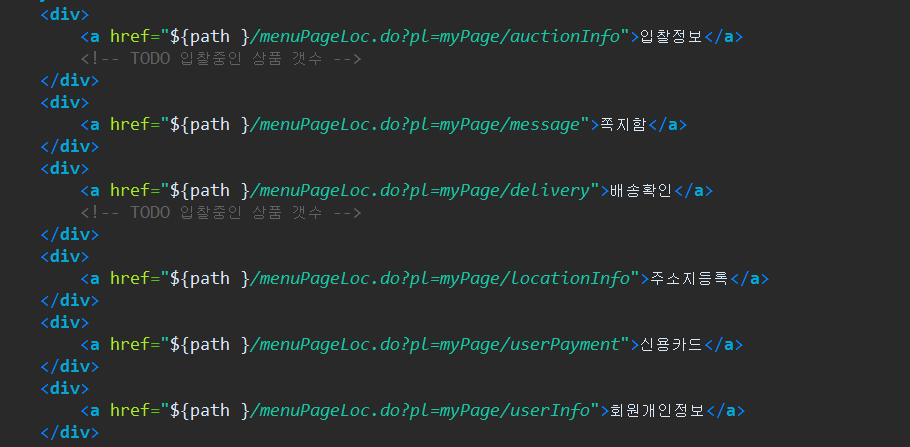 <div>
<a href="${path }/menuPageLoc.do?pl=myPage/auctionInfo">입찰정보</a>
<!-- TODO 입찰중인 상품 갯수 -->
</div>
<div>
<a href="${path }/menuPageLoc.do?pl=myPage/message">쪽지함</a>
</div>
<div>
<a href="${path }/menuPageLoc.do?pl=myPage/delivery">배송확인</a>
<!-- TODO 입찰중인 상품 갯수 -->
</div>
<div>
<a href="${path }/menuPageLoc.do?pl=myPage/locationInfo">주소지등록</a>
</div>
<div>
<a href="${path }/menuPageLoc.do?pl=myPage/userPayment">신용카드</a>
</div>
<div>
<a href="${path }/menuPageLoc.do?pl=myPage/userInfo">회원개인정보</a>
</div>